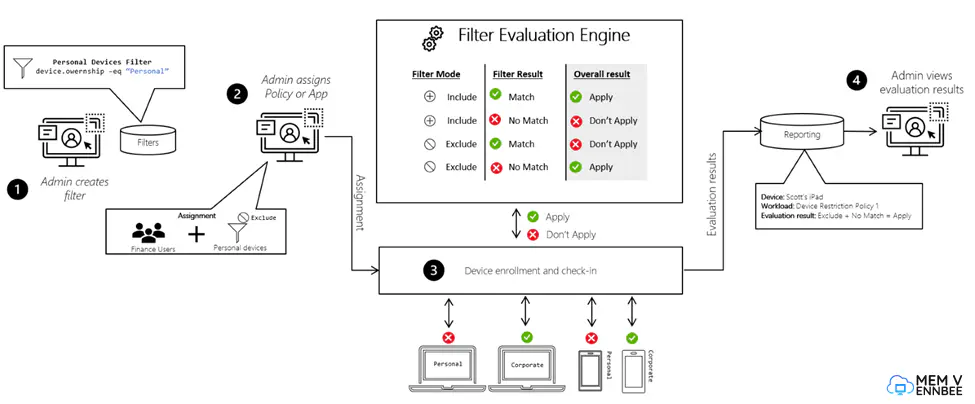 Personal Devices Filter
device.owernship -eq "Personal"
Filters
1
Admin creates
filter
2
Admin assigns
Policy or App
Assignment
Exclude
Finance Users
Personal devices
Assignment
Filter Evaluation Engine
Filter Mode Filter Result Overall result
Include Match Apply
Include No Match Don't Apply
Exclude Match Don't Apply
Exclude No Match Apply
Apply
Don't Apply
3 Device enrollment and check-in
Personal
Corporate
Personal
Corporate
Evaluation results
Reporting
4
Admin views
evaluation results
Device: Scott's iPad
Workload: Device Restriction Policy 1
Evaluation result: Exclude + No Match = Apply
MEM V
ENNBEE